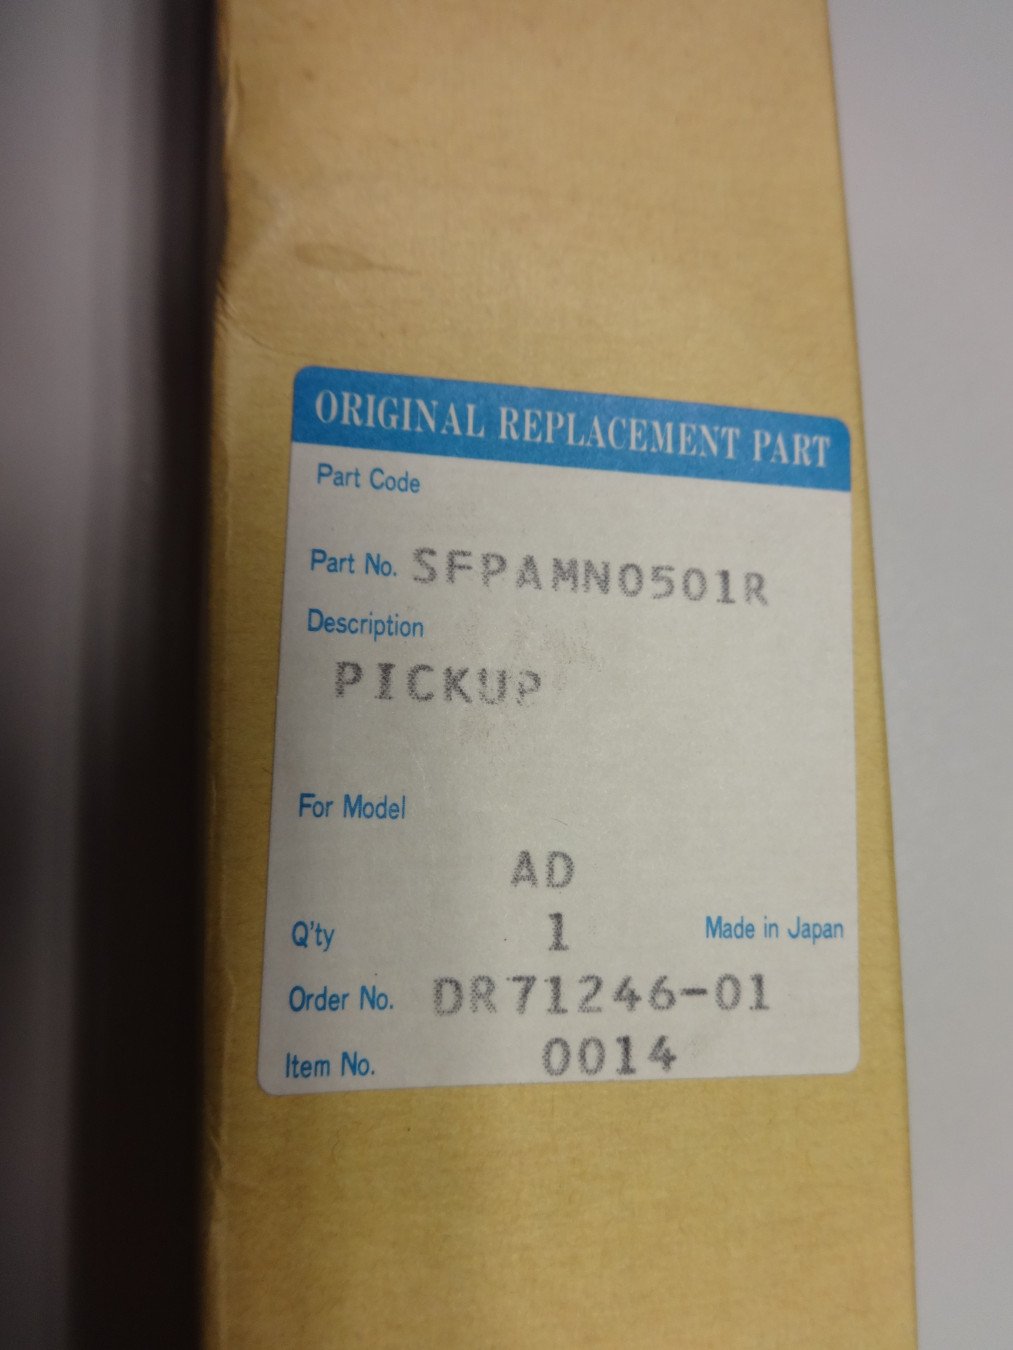 ORIGINAL REPLACEMENT PART
Part Code
Part No. SFPAMN0501R
Description
PICKUP
For Model
AD
Q'ty 1 Made in Japan
Order No. DR71246-01
Item No. 0014